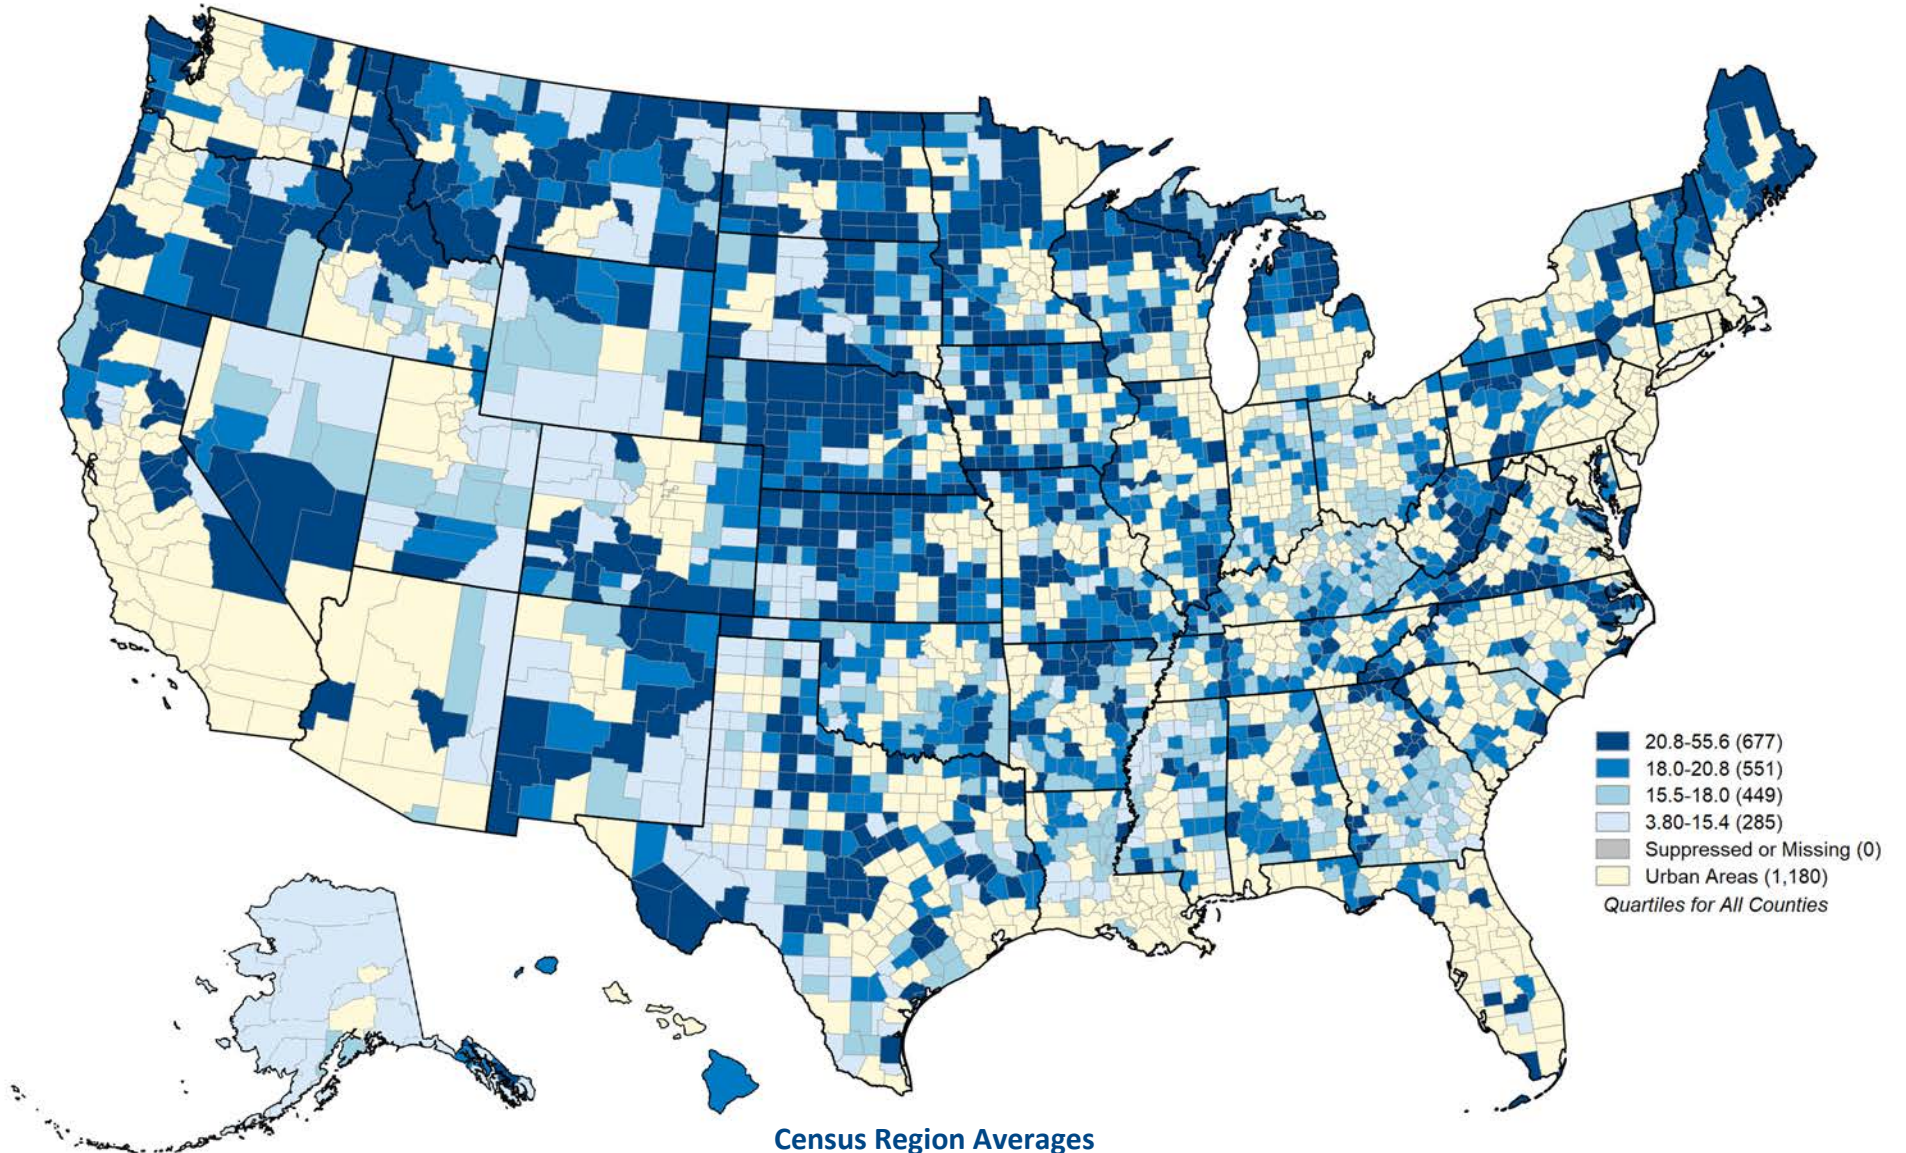 20.8-55.6 (677)
18.0-20.8 (551)
15.5-18.0 (449)
3.80-15.4 (285)
Suppressed or Missing (0)
Urban Areas (1,180)
Quartiles for All Counties
Census Region Averages